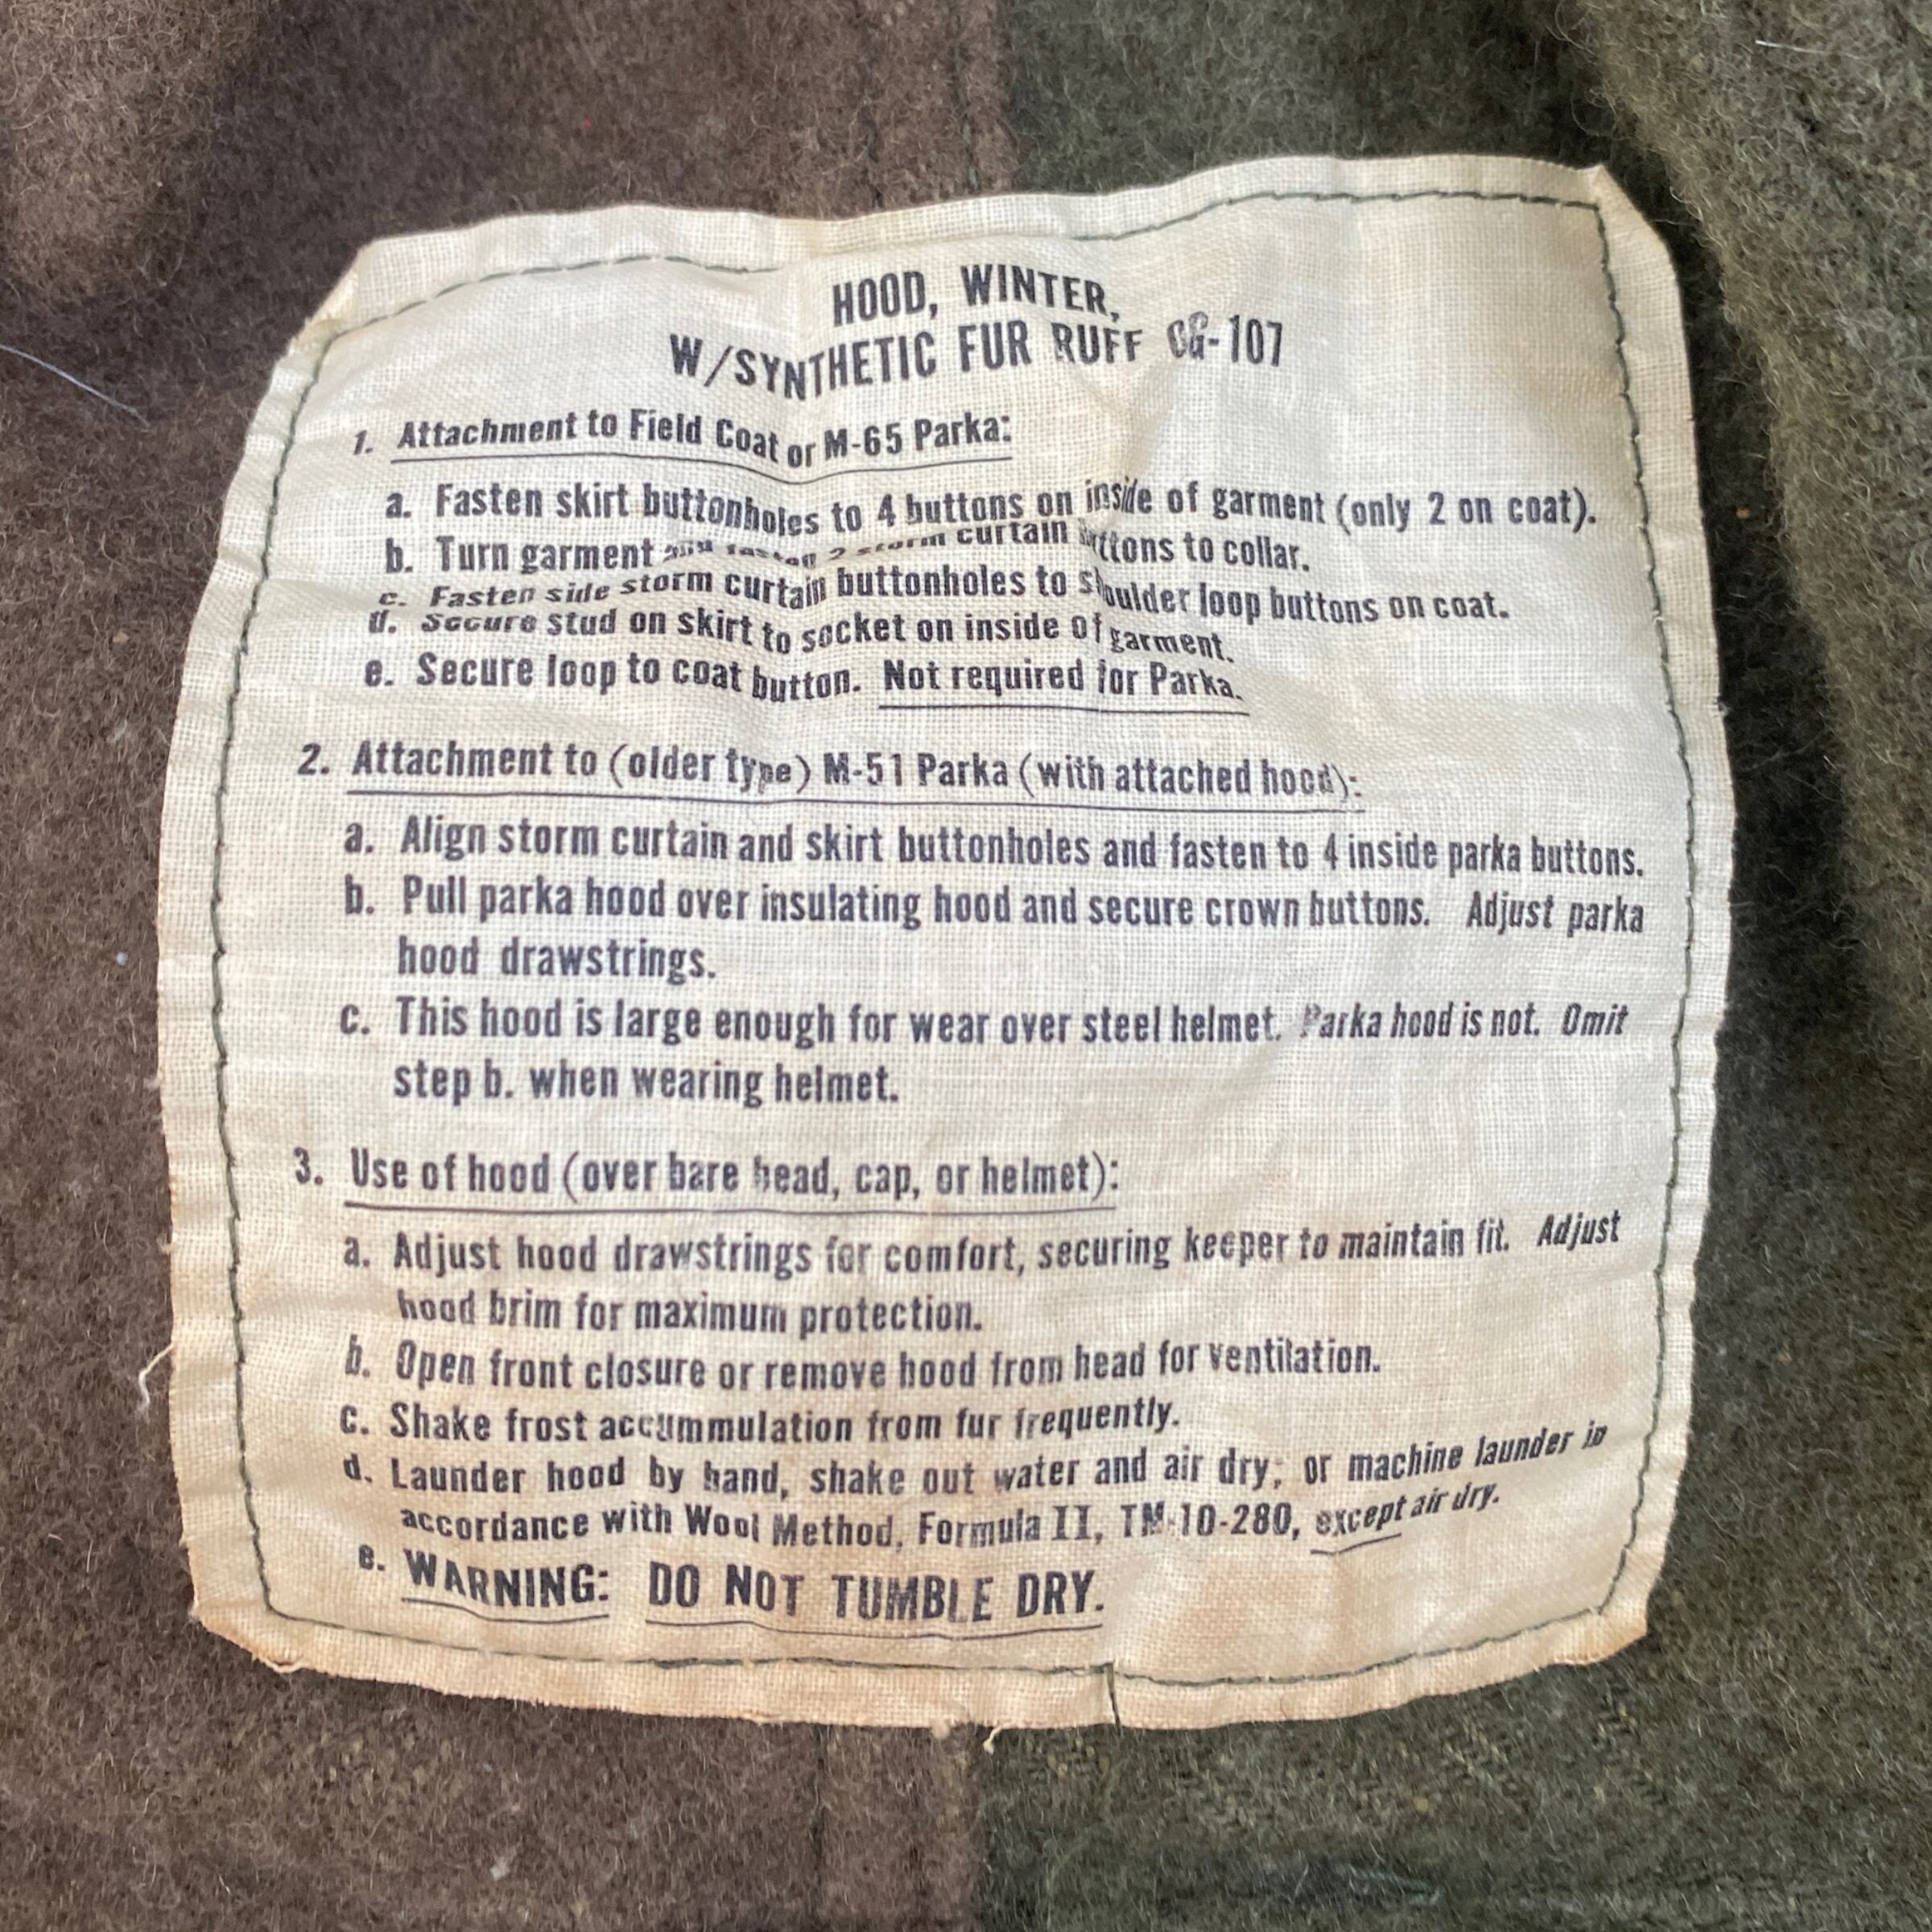 HOOD, WINTER,
W/SYNTHETIC FUR RUFF OG-107
1. Attachment to Field Coat or M-65 Parka:
a. Fasten skirt buttonholes to 4 buttons on inside of garment (only 2 on coat).
b. Turn garment and fasten 2 storm curtain buttons to collar.
c. Fasten side storm curtain buttonholes to shoulder loop buttons on coat.
d. Secure stud on skirt to socket on inside of garment.
e. Secure loop to coat button. Not required for Parka.
2. Attachment to (older type) M-51 Parka (with attached hood):
a. Align storm curtain and skirt buttonholes and fasten to 4 inside parka buttons.
b. Pull parka hood over insulating hood and secure crown buttons. Adjust parka
hood drawstrings.
c. This hood is large enough for wear over steel helmet. Parka hood is not. Omit
step b. when wearing helmet.
3. Use of hood (over bare head, cap, or helmet):
a. Adjust hood drawstrings for comfort, securing keeper to maintain fit. Adjust
hood brim for maximum protection.
b. Open front closure or remove hood from head for ventilation.
c. Shake frost accummulation from fur frequently.
d. Launder hood by hand, shake out water and air dry; or machine launder in
accordance with Wool Method, Formula II, TM-10-280, except air dry.
e. WARNING: DO NOT TUMBLE DRY.